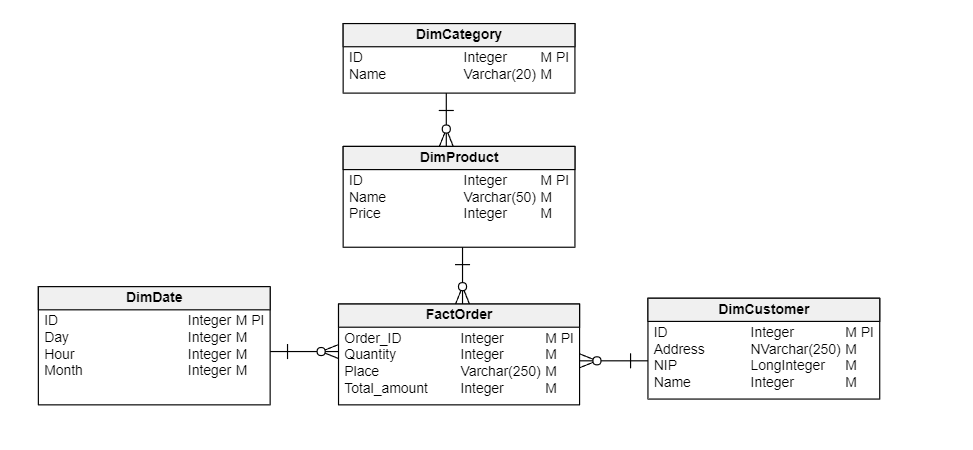 DimCategory
ID Integer M PI
Name Varchar(20) M
DimProduct
ID Integer M PI
Name Varchar(50) M
Price Integer M
DimDate
ID Integer M PI
Day Integer M
Hour Integer M
Month Integer M
FactOrder
Order_ID Integer M PI
Quantity Integer M
Place Varchar(250) M
Total_amount Integer M
DimCustomer
ID Integer M PI
Address NVarchar(250) M
NIP LongInteger M
Name Integer M